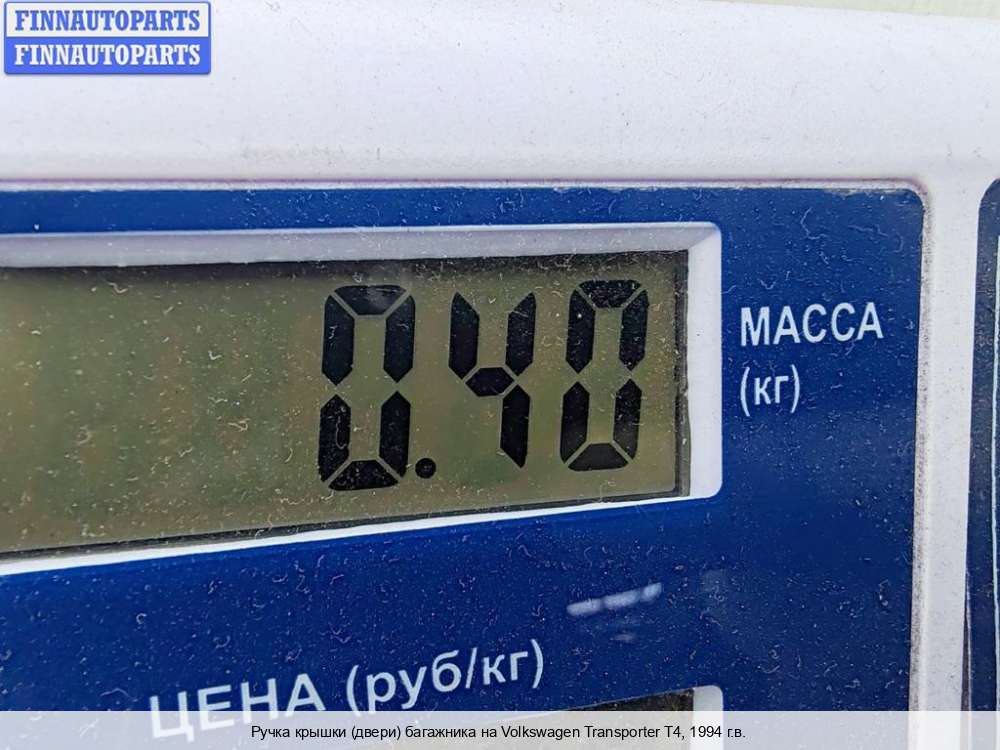 FINNAUTOPARTS
FINNAUTOPARTS
0.40
МАССА
(кг)
ЦЕНА (руб/кг)
Ручка крышки (двери) багажника на Volkswagen Transporter T4, 1994 г.в.